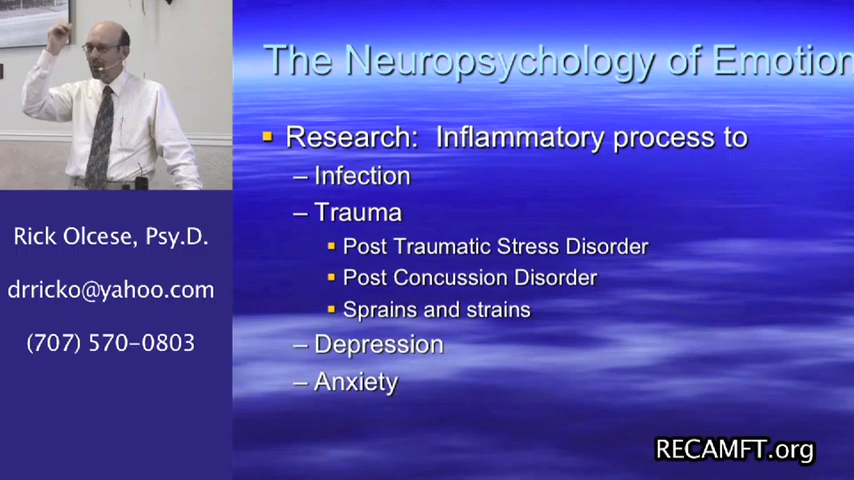 The Neuropsychology of Emotion
Research: Inflammatory process to
– Infection
– Trauma
Post Traumatic Stress Disorder
Post Concussion Disorder
Sprains and strains
– Depression
– Anxiety
Rick Olcese, Psy.D.
drricko@yahoo.com
(707) 570-0803
RECAMFT.org